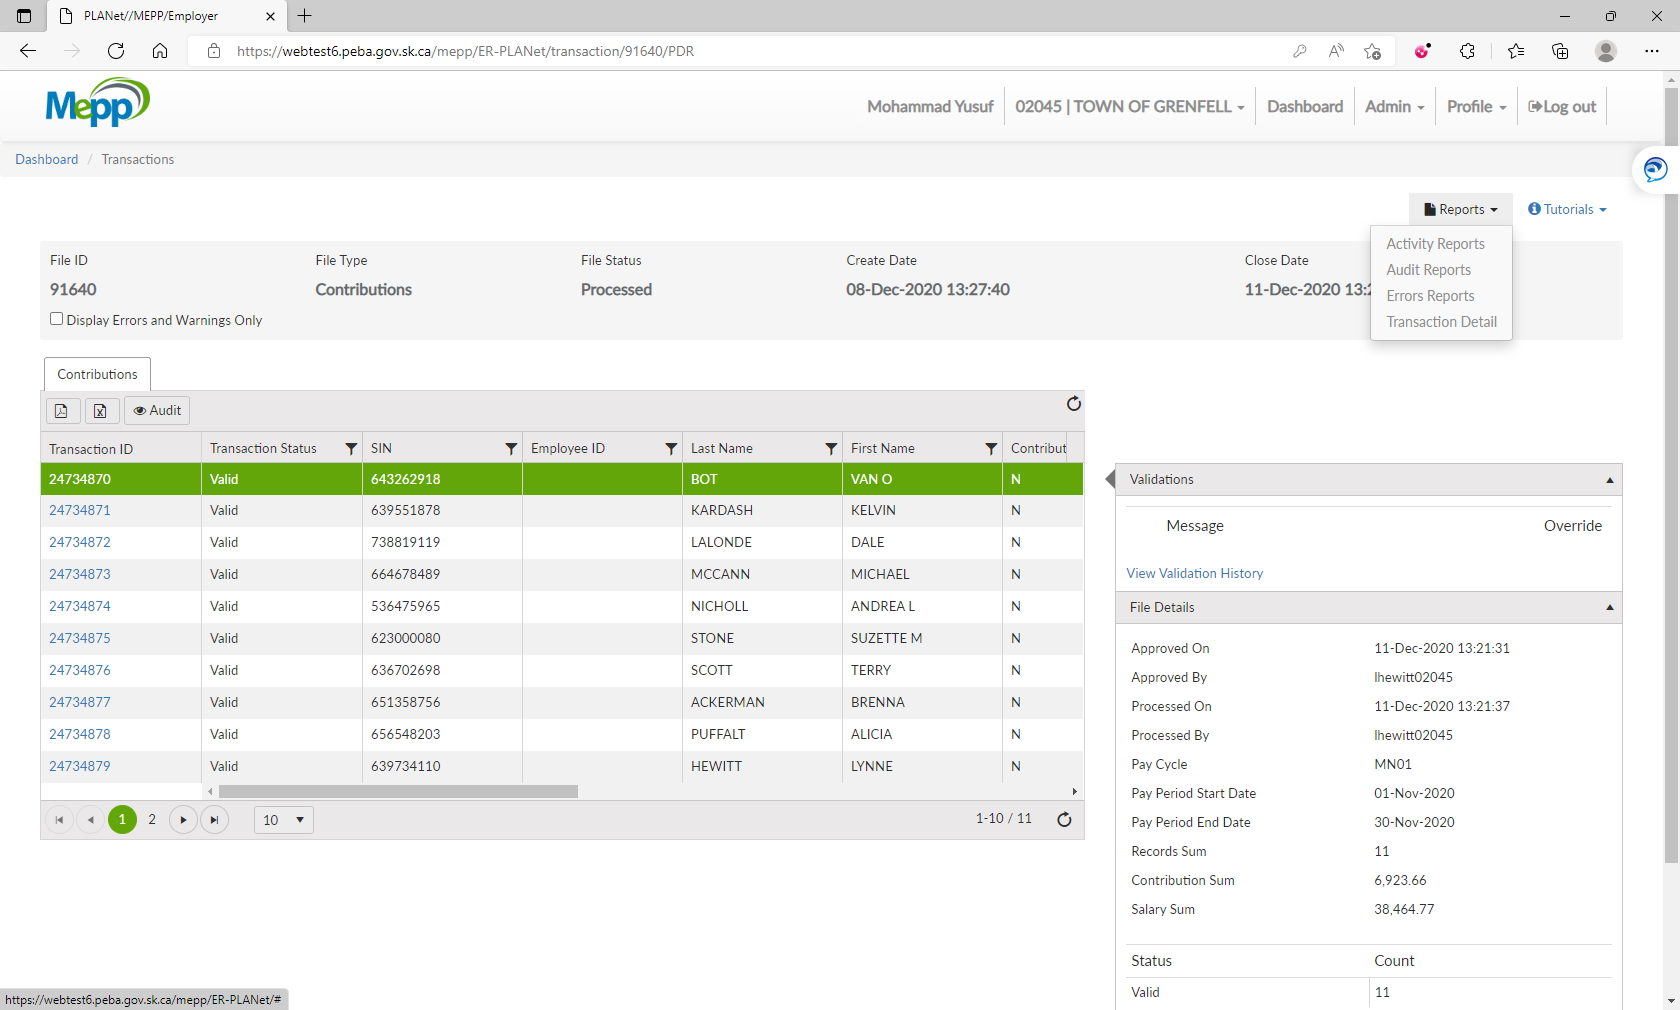 PLANet//MEPP/Employer
https://webtest6.peba.gov.sk.ca/mepp/ER-PLANet/transaction/91640/PDR
Mepp
Mohammad Yusuf
02045 | TOWN OF GRENFELL
Dashboard
Admin
Profile
Log out
Dashboard / Transactions
Reports
Tutorials
Activity Reports
Audit Reports
Errors Reports
Transaction Detail
File ID File Type File Status Create Date Close Date
91640 Contributions Processed 08-Dec-2020 13:27:40 11-Dec-2020 13:2
Display Errors and Warnings Only
Contributions
Audit
Transaction ID Transaction Status SIN Employee ID Last Name First Name Contribut
24734870 Valid 643262918 BOT VAN O N
24734871 Valid 639551878 KARDASH KELVIN N
24734872 Valid 738819119 LALONDE DALE N
24734873 Valid 664678489 MCCANN MICHAEL N
24734874 Valid 536475965 NICHOLL ANDREA L N
24734875 Valid 623000080 STONE SUZETTE M N
24734876 Valid 636702698 SCOTT TERRY N
24734877 Valid 651358756 ACKERMAN BRENNA N
24734878 Valid 656548203 PUFFALT ALICIA N
24734879 Valid 639734110 HEWITT LYNNE N
1 2 10 1-10 / 11
Validations
Message Override
View Validation History
File Details
Approved On 11-Dec-2020 13:21:31
Approved By lhewitt02045
Processed On 11-Dec-2020 13:21:37
Processed By lhewitt02045
Pay Cycle MN01
Pay Period Start Date 01-Nov-2020
Pay Period End Date 30-Nov-2020
Records Sum 11
Contribution Sum 6,923.66
Salary Sum 38,464.77
Status Count
Valid 11
https://webtest6.peba.gov.sk.ca/mepp/ER-PLANet/#